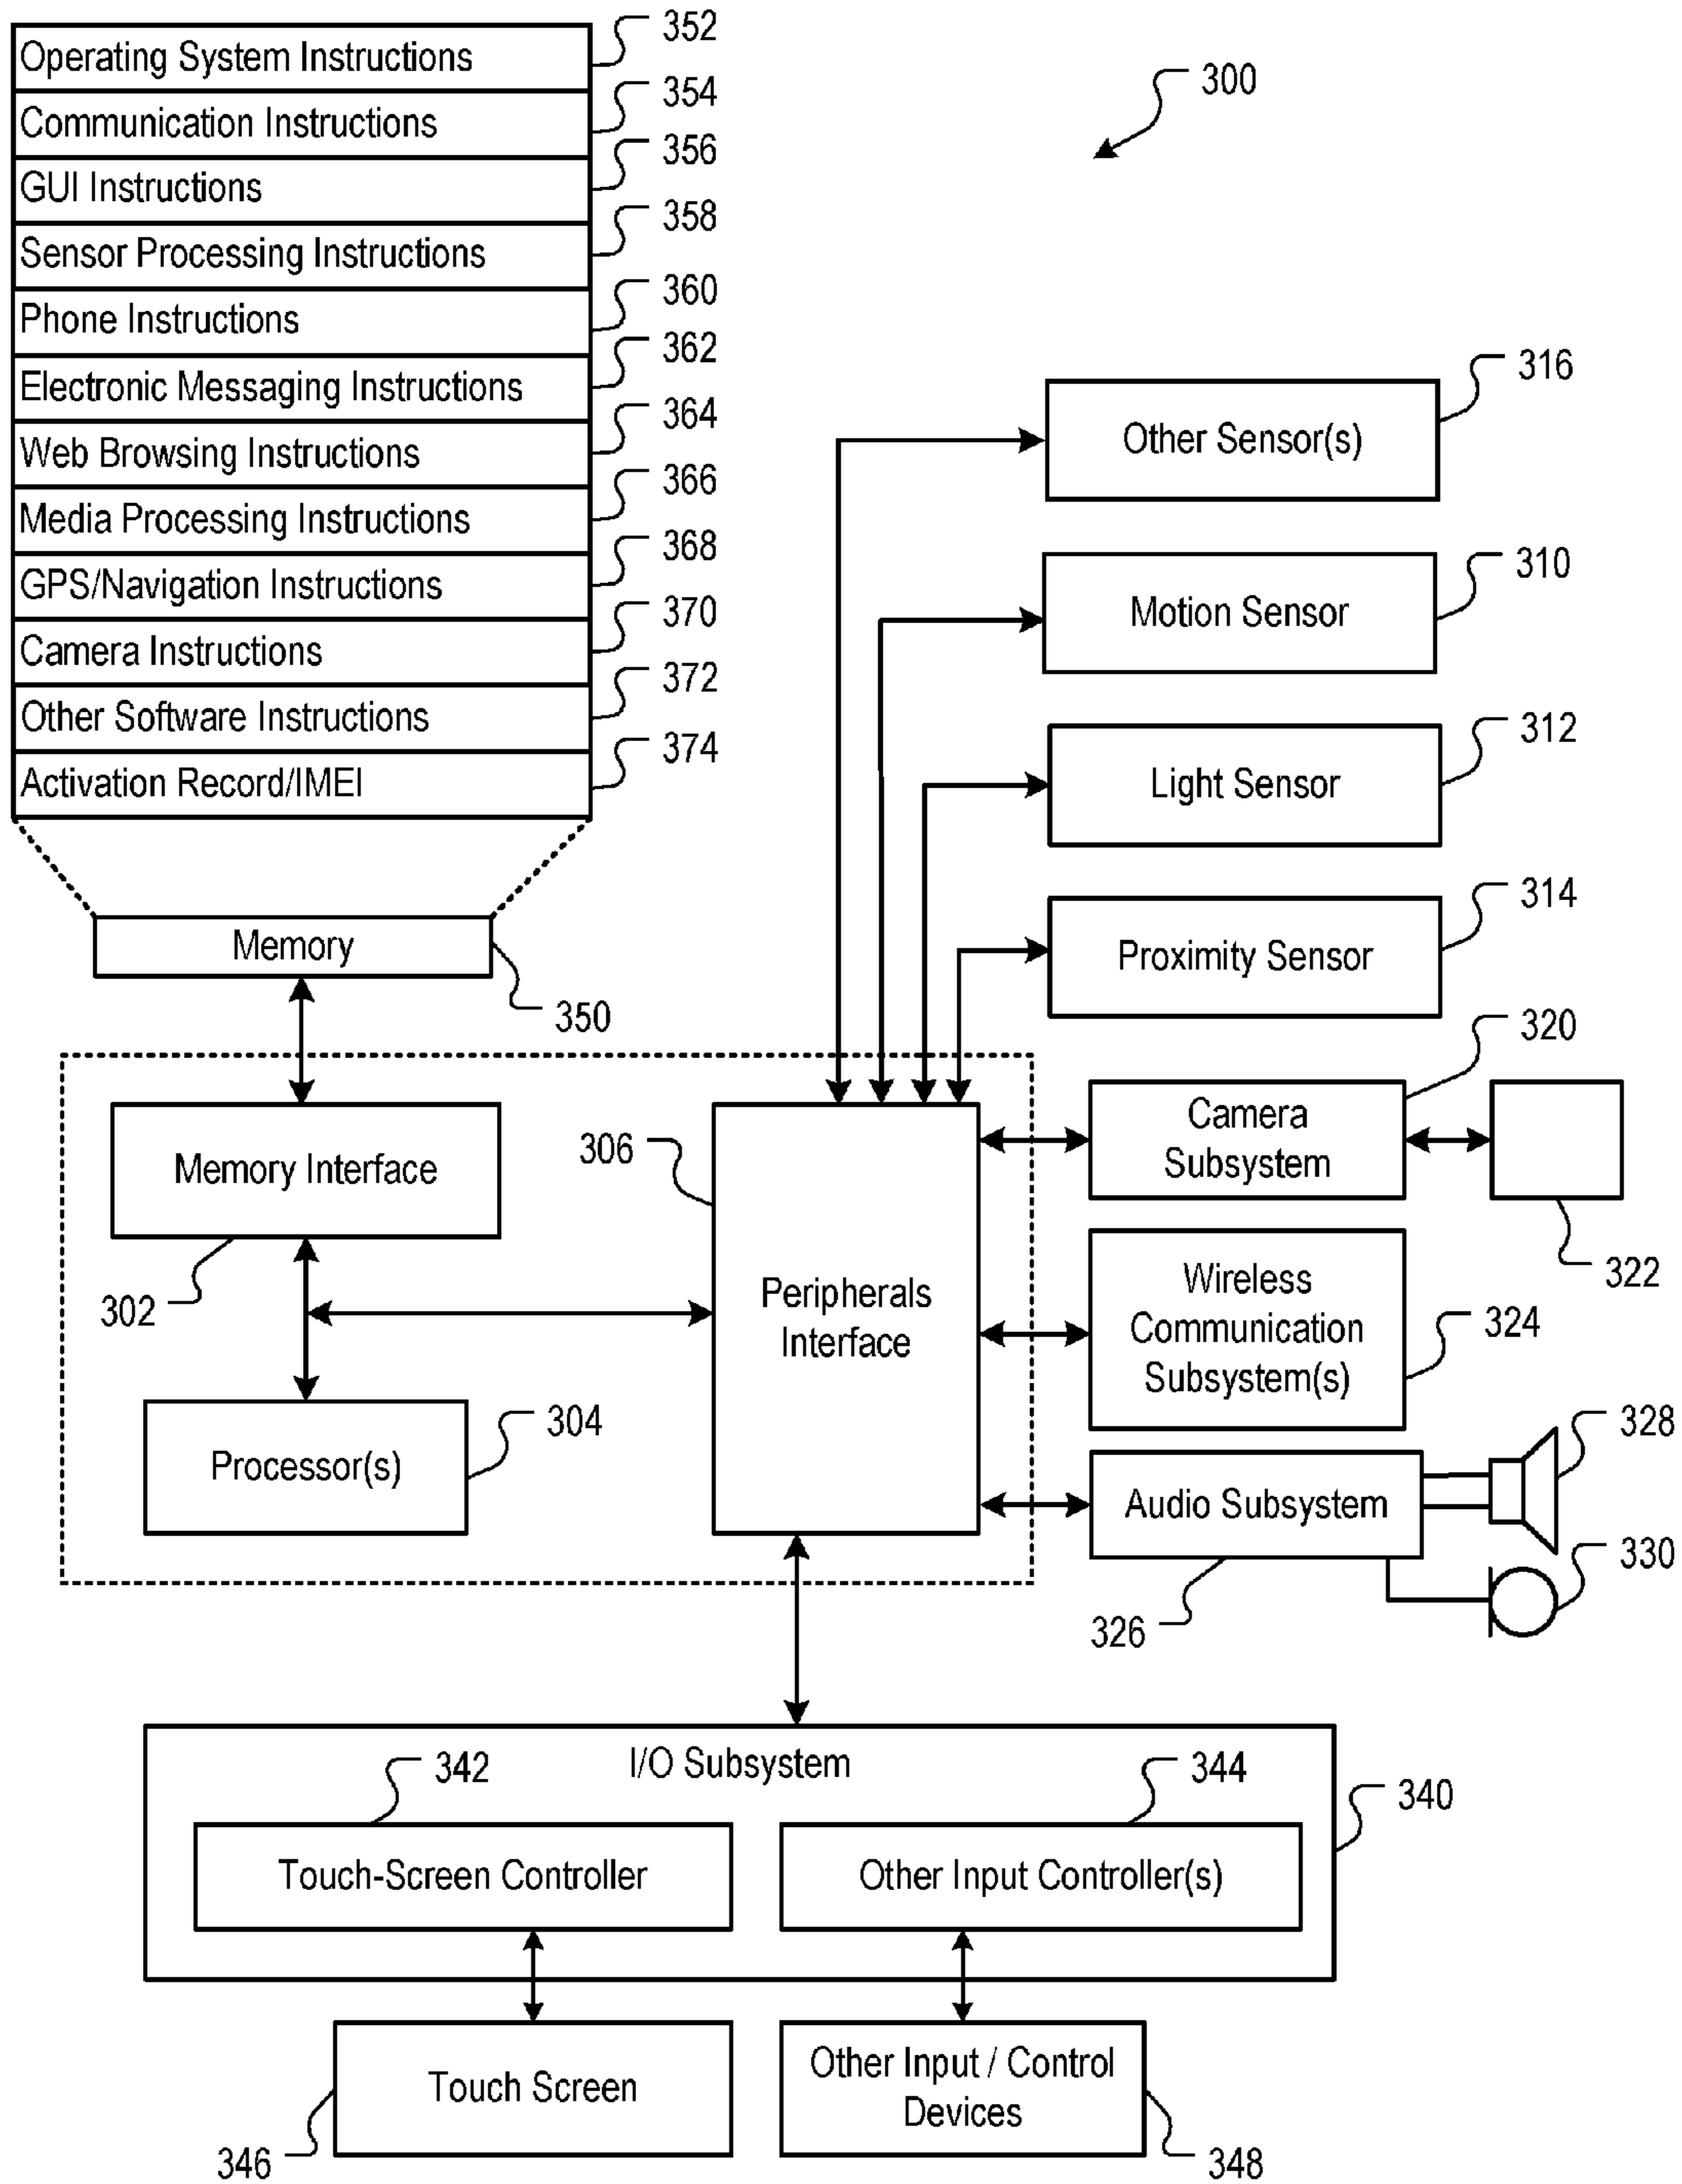 352
Operating System Instructions
354
Communication Instructions
356
GUI Instructions
358
Sensor Processing Instructions
360
Phone Instructions
362
Electronic Messaging Instructions
364
Web Browsing Instructions
366
Media Processing Instructions
368
GPS/Navigation Instructions
370
Camera Instructions
372
Other Software Instructions
374
Activation Record/IMEI
Memory
350
300
316
Other Sensor(s)
310
Motion Sensor
312
Light Sensor
314
Proximity Sensor
320
Camera
Subsystem
322
Memory Interface
302
306
Peripherals
Interface
Wireless
Communication
Subsystem(s)
324
304
Processor(s)
328
Audio Subsystem
326
330
I/O Subsystem
342
344
340
Touch-Screen Controller
Other Input Controller(s)
Touch Screen
346
Other Input / Control
Devices
348